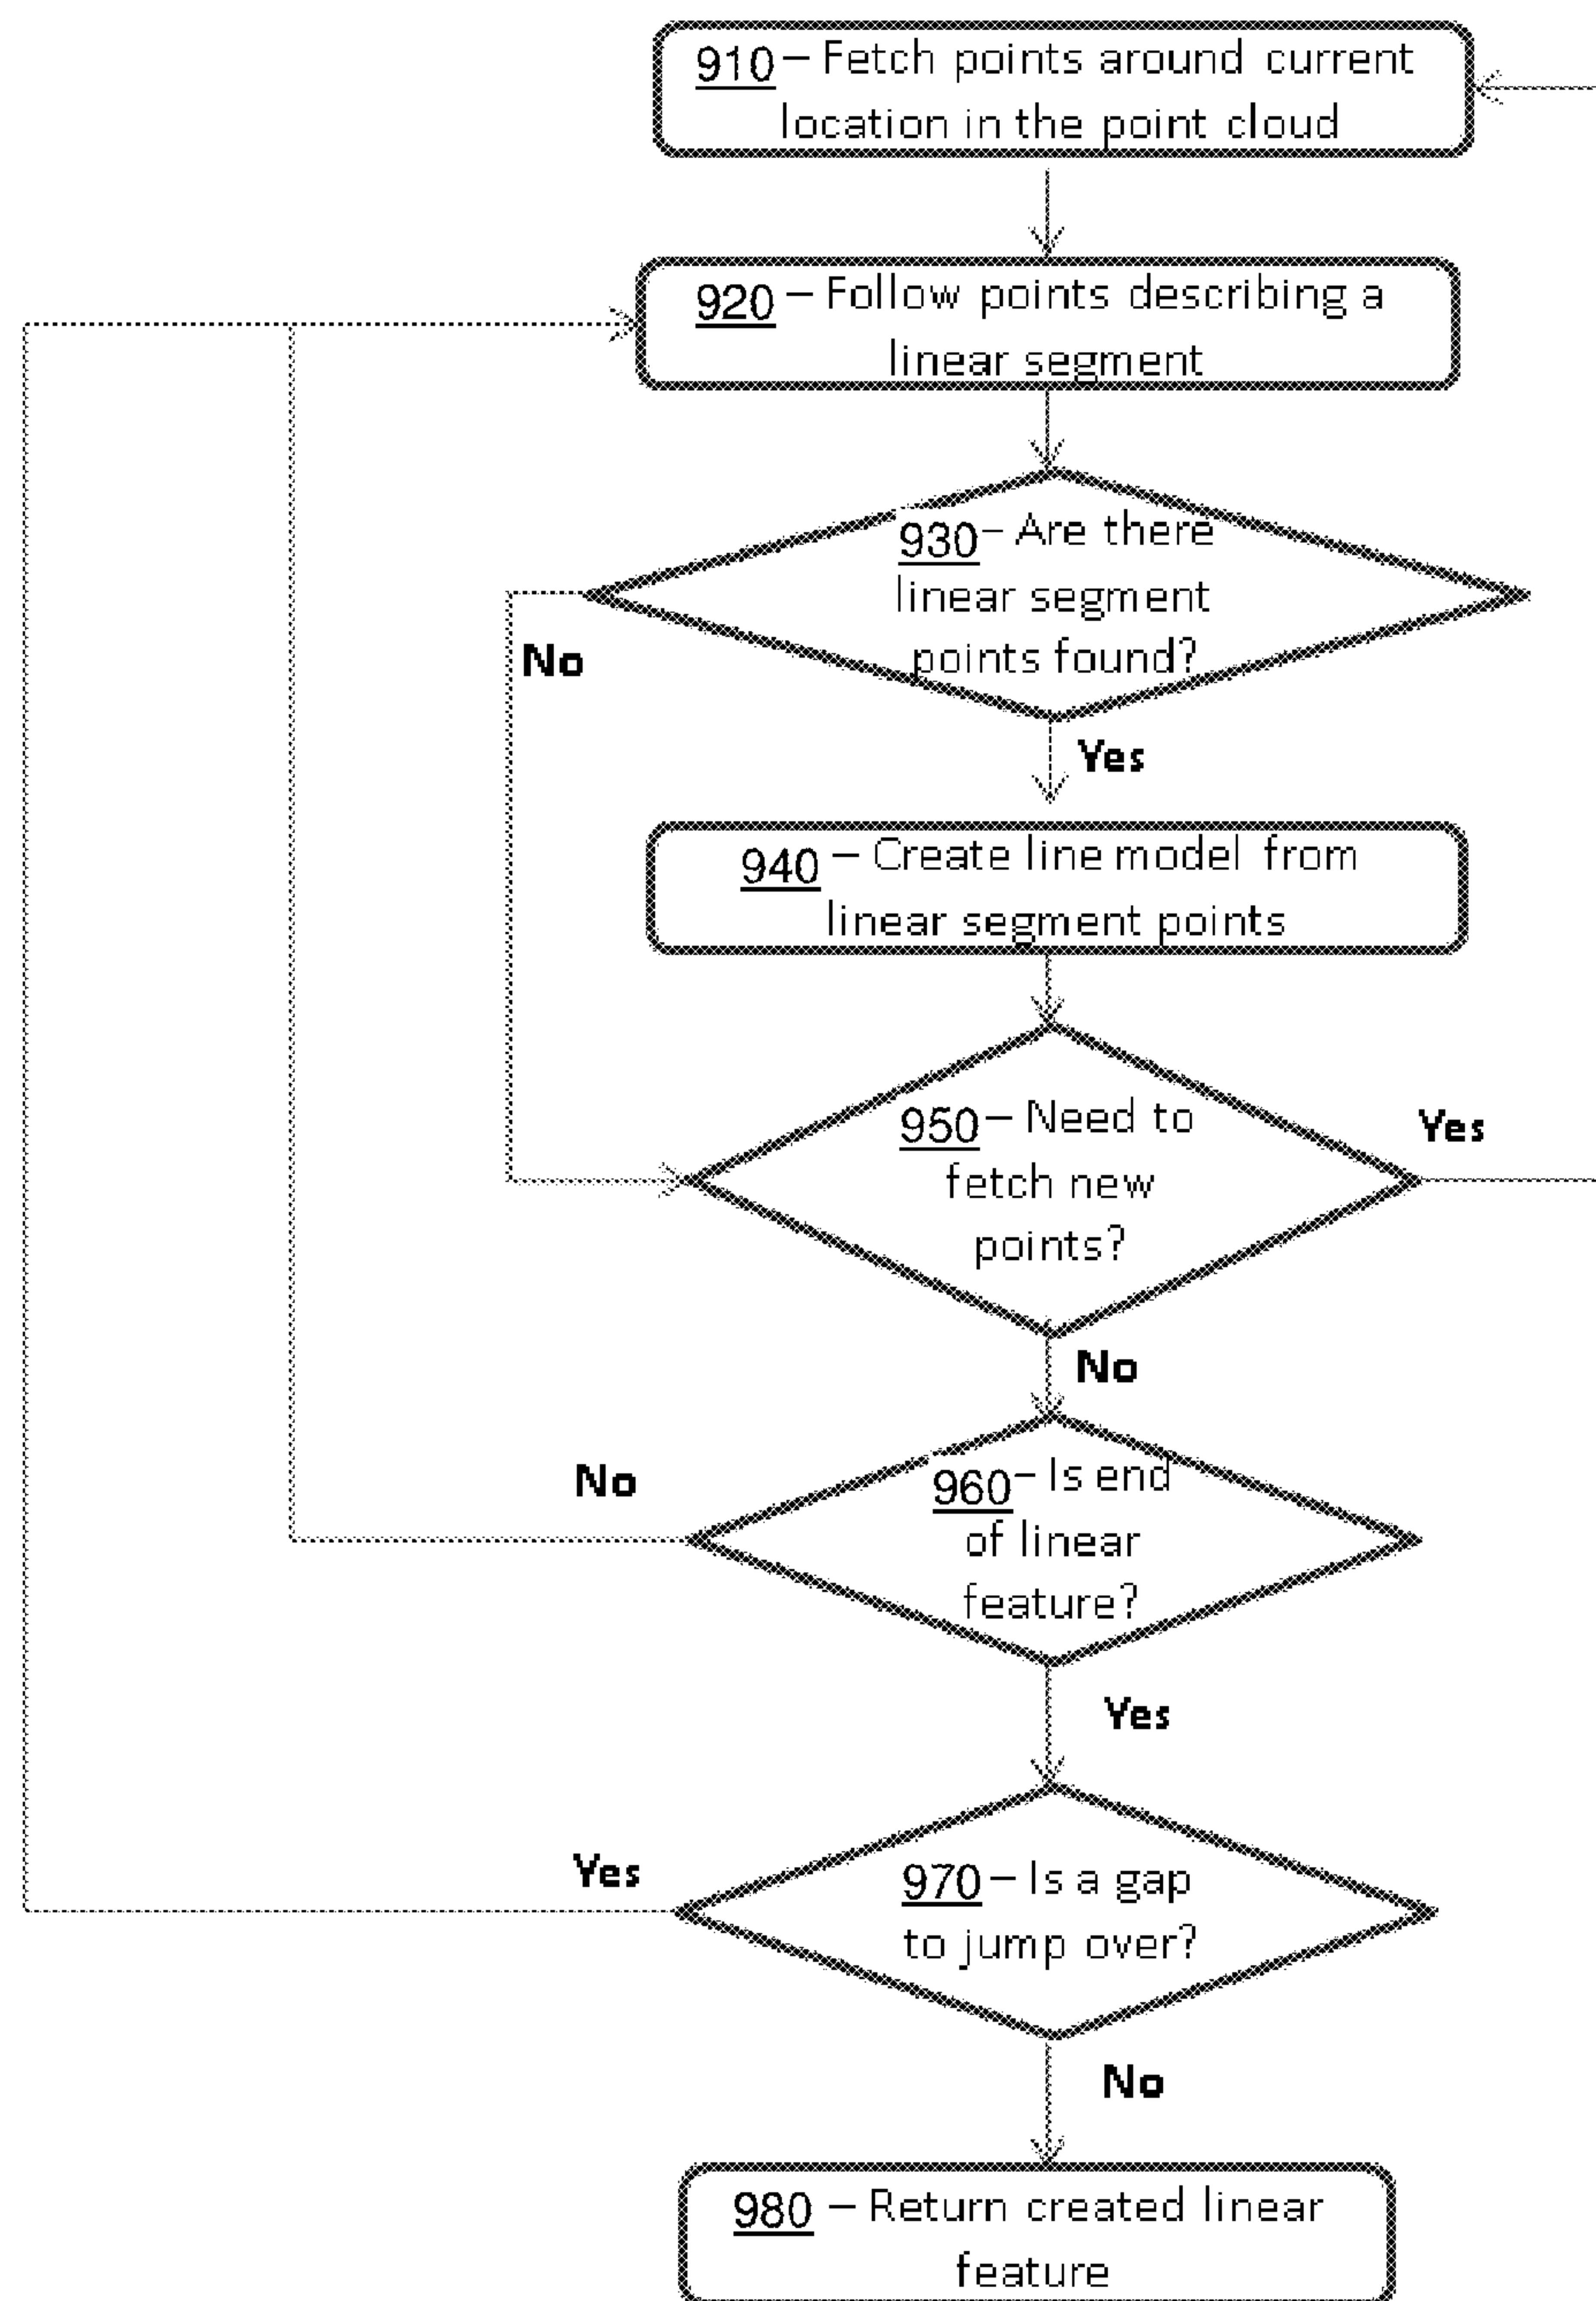 910 – Fetch points around current
location in the point cloud
920 – Follow points describing a
linear segment
930 – Are there
linear segment
points found?
No
Yes
940 – Create line model from
linear segment points
950 – Need to
fetch new
points?
Yes
No
960 – Is end
of linear
feature?
No
Yes
970 – Is a gap
to jump over?
Yes
No
980 – Return created linear
feature